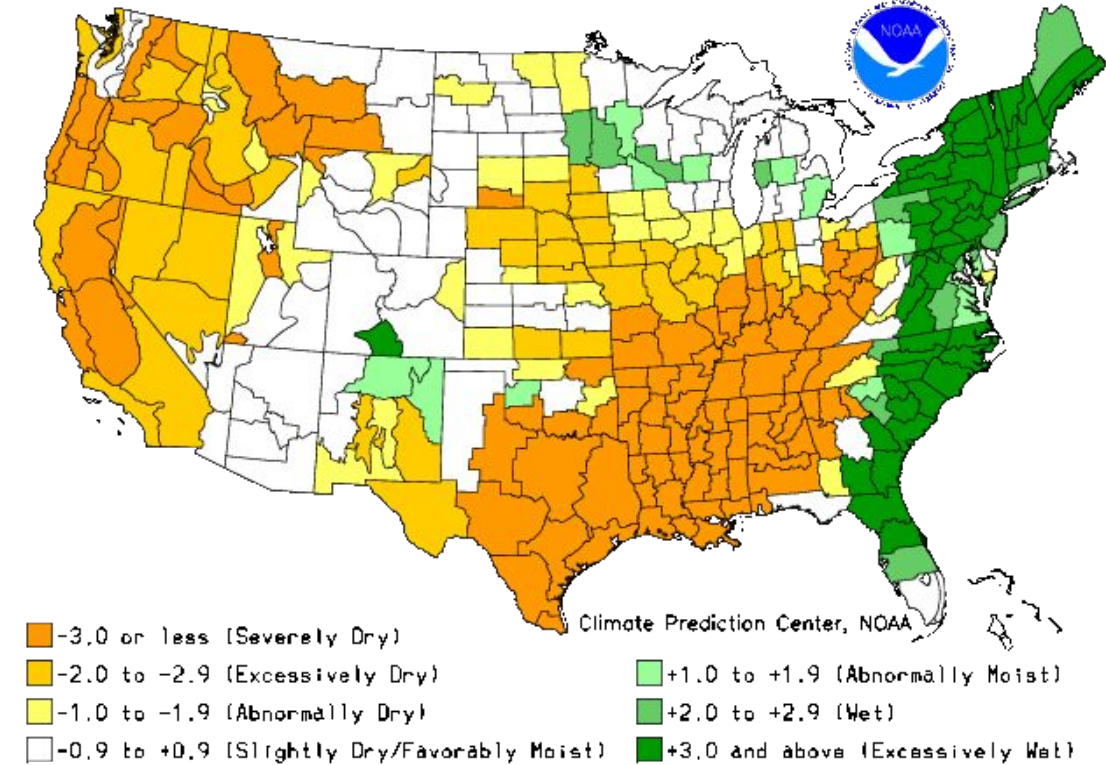 NOAA
Climate Prediction Center, NOAA
-3.0 or less (Severely Dry)
-2.0 to -2.9 (Excessively Dry)
-1.0 to -1.9 (Abnormally Dry)
-0.9 to +0.9 (Slightly Dry/Favorably Moist)
+1.0 to +1.9 (Abnormally Moist)
+2.0 to +2.9 (Wet)
+3.0 and above (Excessively Wet)